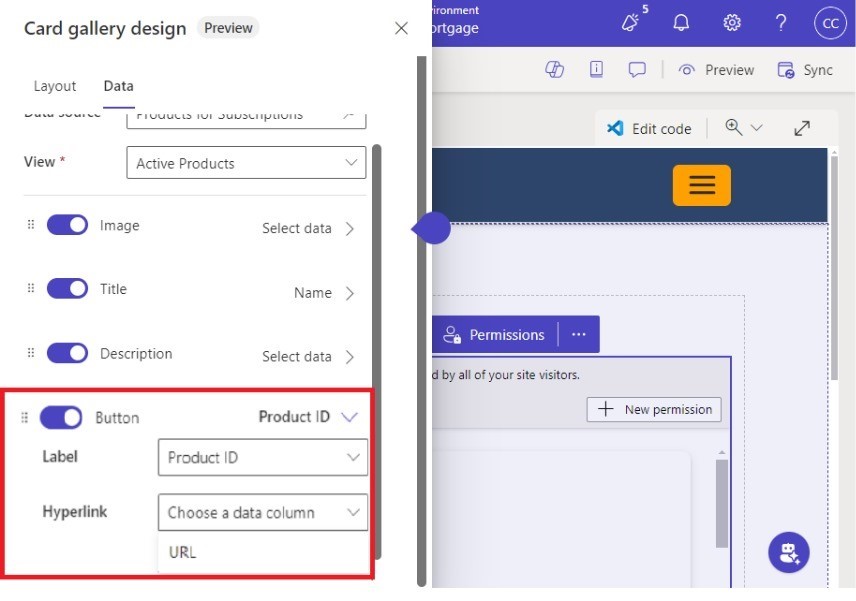 Card gallery design Preview
Layout Data
Data source Products for Subscriptions
View * Active Products
Image Select data
Title Name
Description Select data
Button Product ID
Label Product ID
Hyperlink Choose a data column
URL
ironment
ortgage
5
? CC
Preview Sync
Edit code
Permissions ...
d by all of your site visitors.
+ New permission